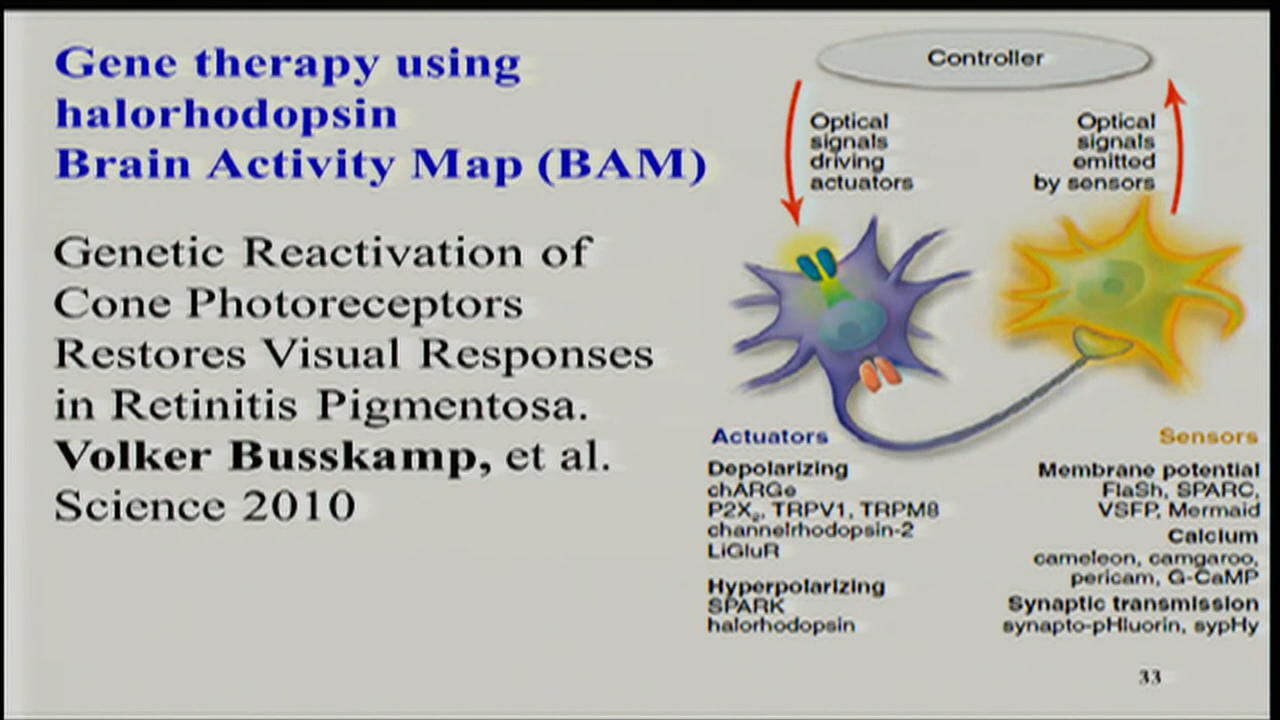 Gene therapy using
halorhodopsin
Brain Activity Map (BAM)
Genetic Reactivation of
Cone Photoreceptors
Restores Visual Responses
in Retinitis Pigmentosa.
Volker Busskamp, et al.
Science 2010
Controller
Optical
signals
driving
actuators
Optical
signals
emitted
by sensors
Actuators
Depolarizing
chARGe
P2X₂, TRPV1, TRPM8
channelrhodopsin-2
LiGluR
Hyperpolarizing
SPARK
halorhodopsin
Sensors
Membrane potential
FlaSh, SPARC,
VSFP, Mermaid
Calcium
cameleon, camgaroo,
pericam, G-CaMP
Synaptic transmission
synapto-pHluorin, sypHy
33